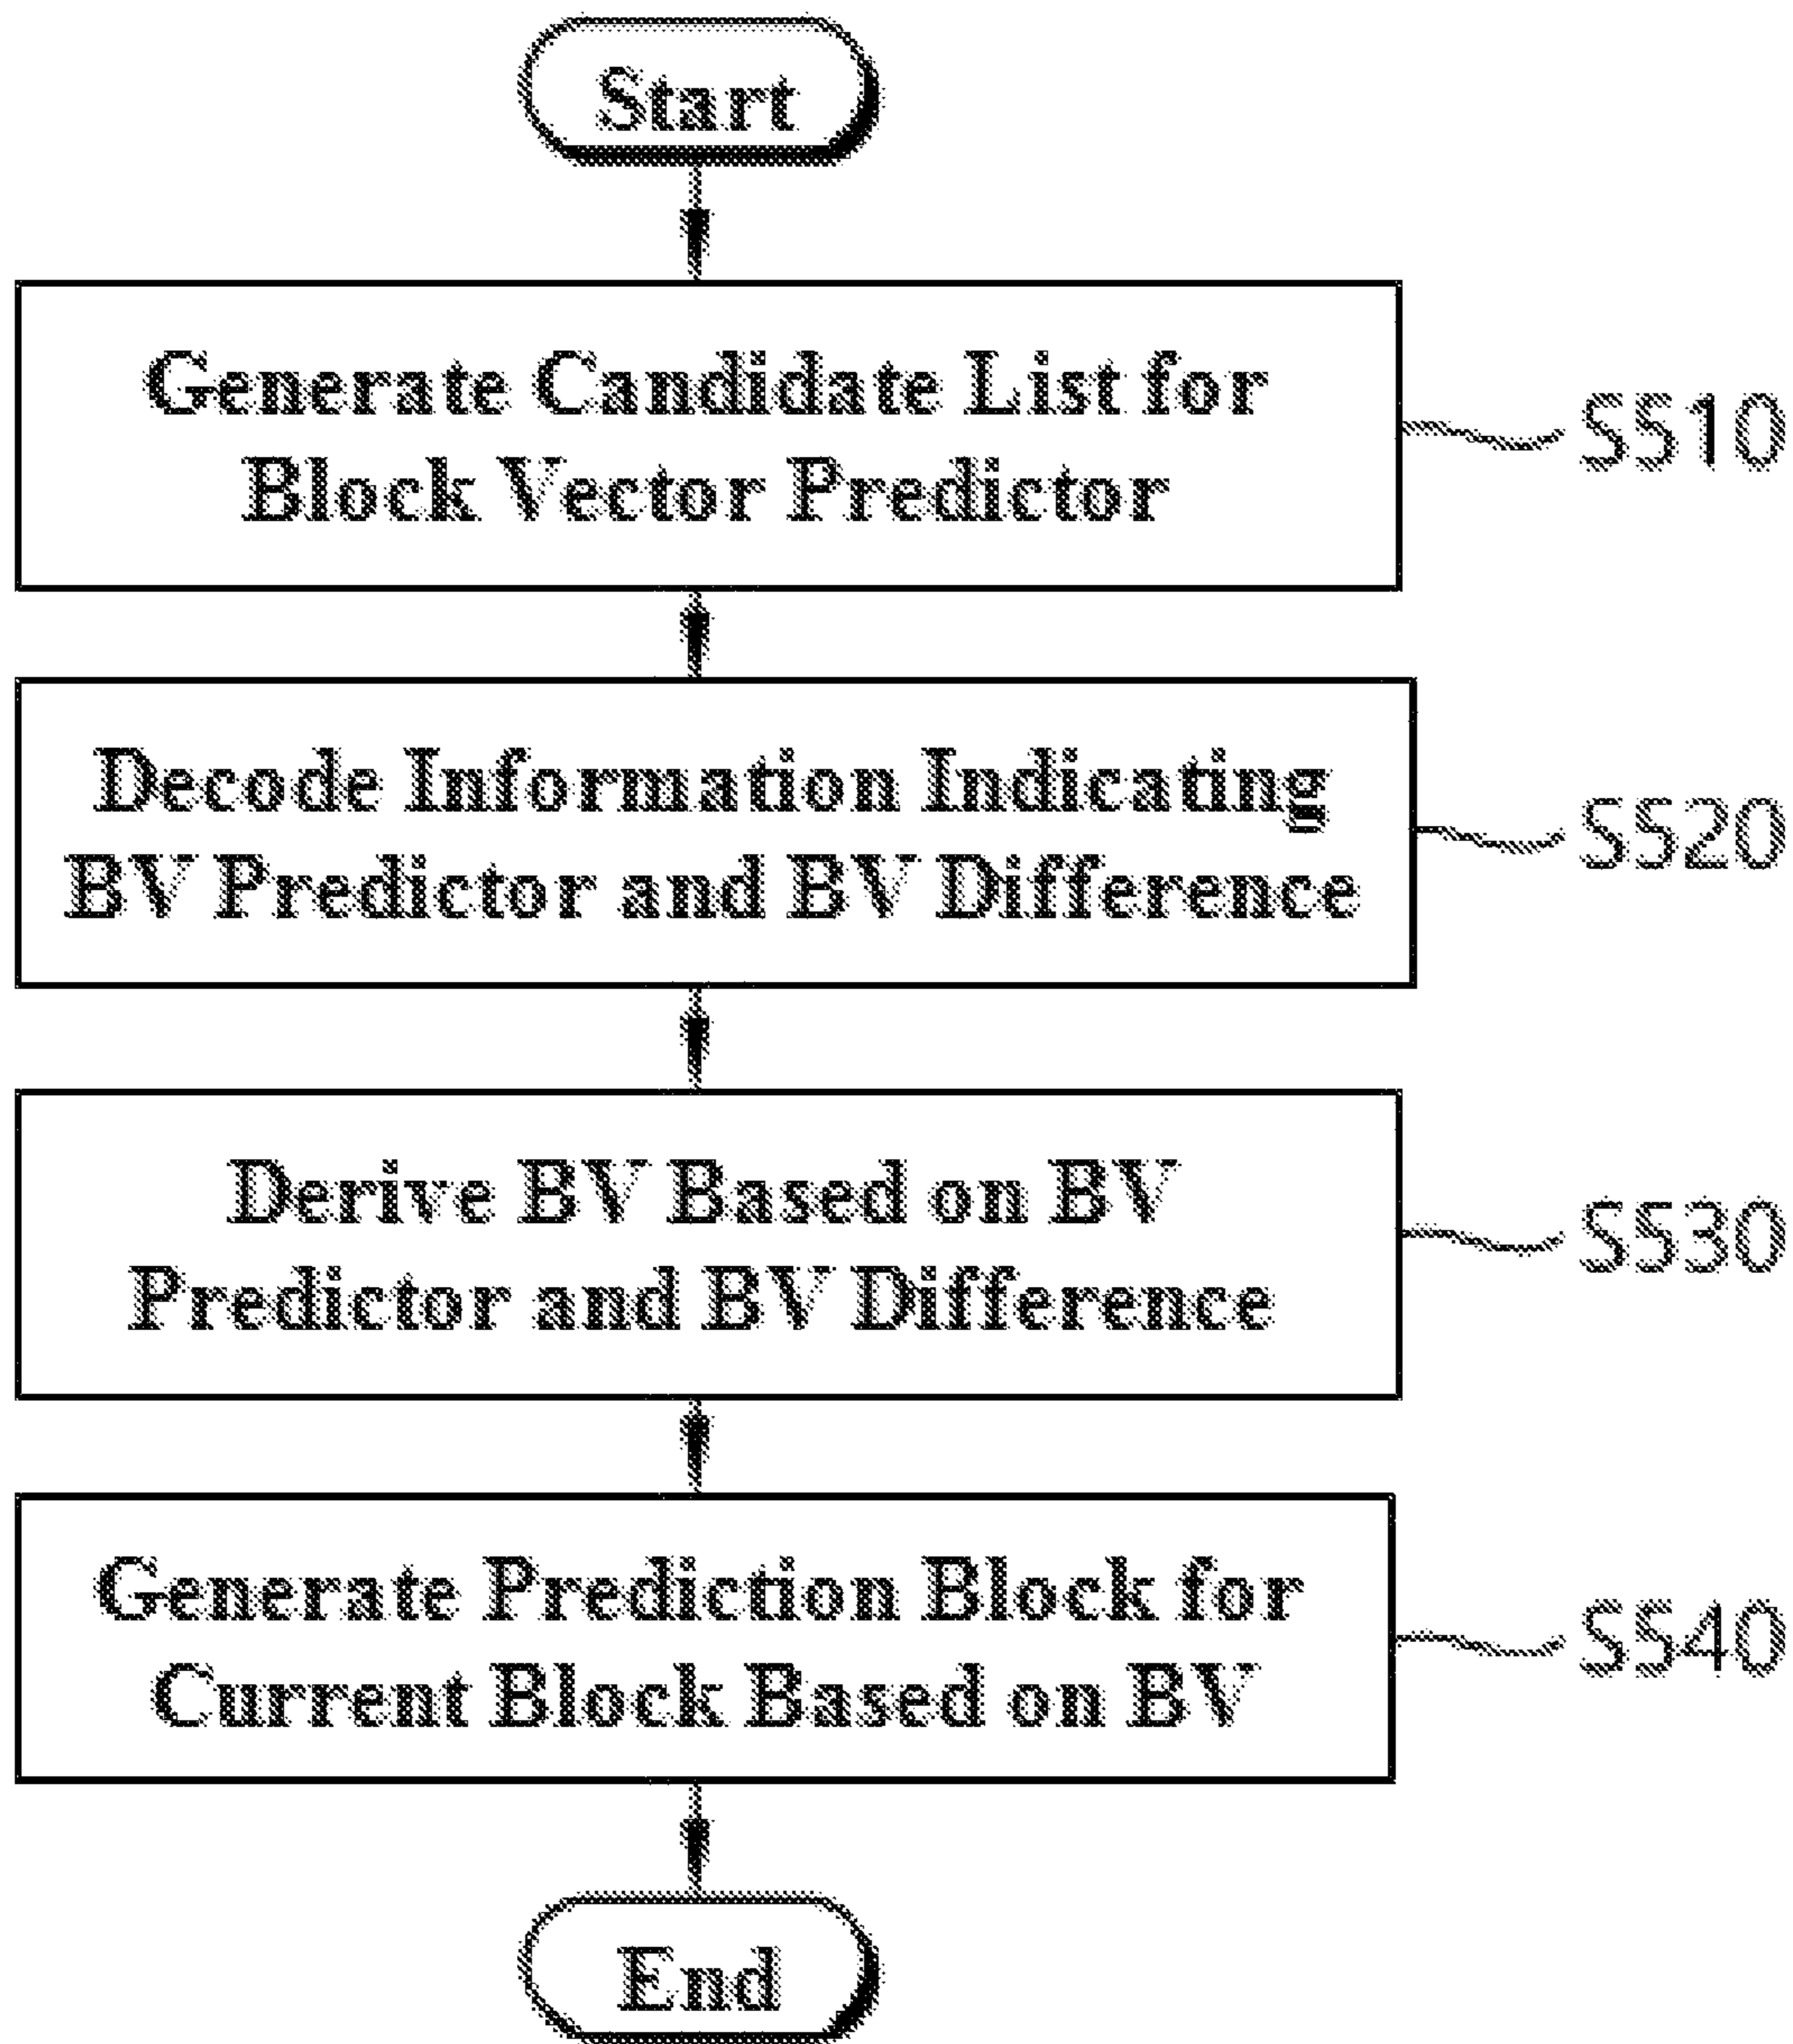 Start
Generate Candidate List for
Block Vector Predictor
S510
Decode Information Indicating
BV Predictor and BV Difference
S520
Derive BV Based on BV
Predictor and BV Difference
S530
Generate Prediction Block for
Current Block Based on BV
S540
End